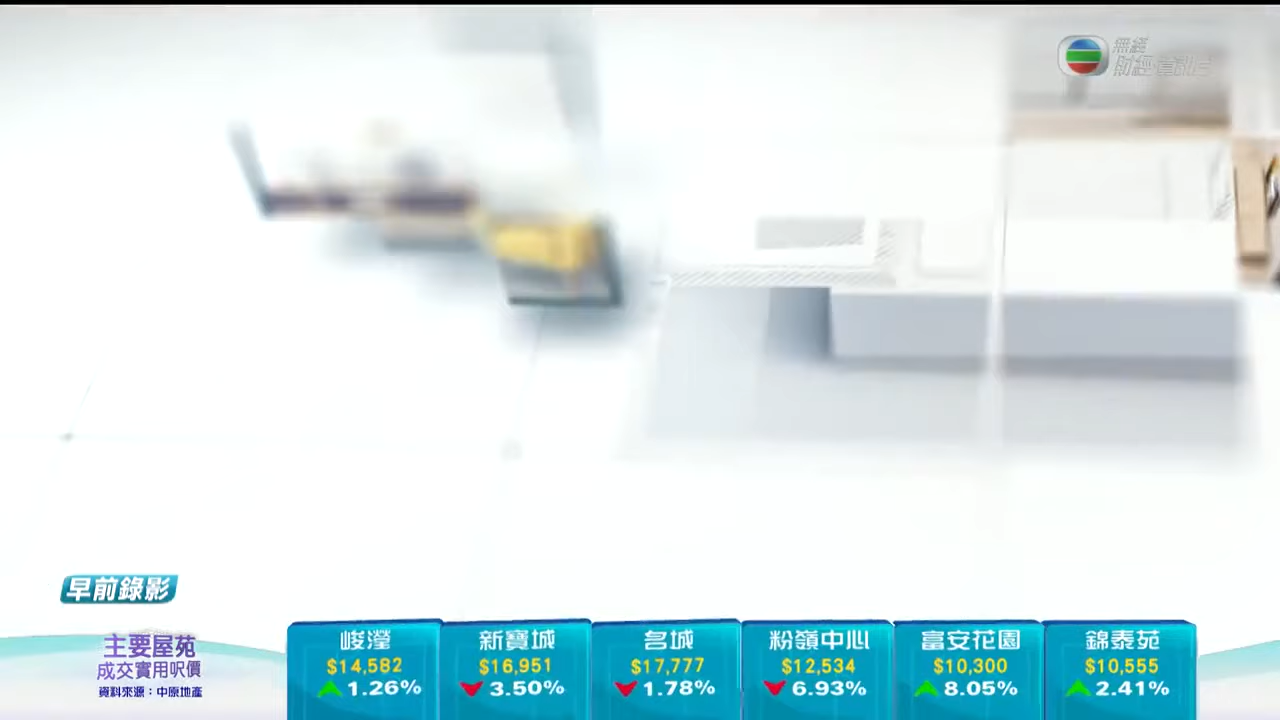 無綫
財經·資訊台
早前錄影
主要屋苑
成交實用呎價
資料來源：中原地產
峻瀅
$14,582
1.26%
新寶城
$16,951
3.50%
名城
$17,777
1.78%
粉嶺中心
$12,534
6.93%
富安花園
$10,300
8.05%
錦泰苑
$10,555
2.41%